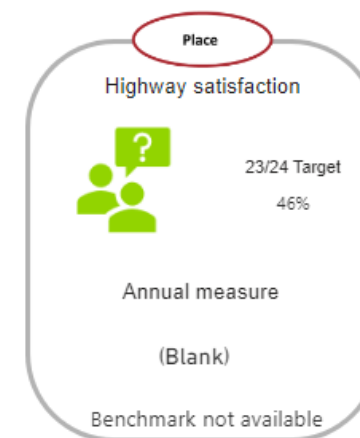 Place
Highway satisfaction
?
23/24 Target
46%
Annual measure
(Blank)
Benchmark not available